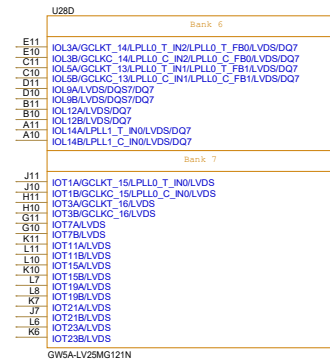 U28D
Bank 6
E11 IOL3A/GCLKT_14/LPLL0_T_IN2/LPLL0_T_FB0/LVDS/DQ7
E10 IOL3B/GCLKC_14/LPLL0_C_IN2/LPLL0_C_FB0/LVDS/DQ7
C11 IOL5A/GCLKT_13/LPLL0_T_IN1/LPLL0_T_FB1/LVDS/DQ7
C10 IOL5B/GCLKC_13/LPLL0_C_IN1/LPLL0_C_FB1/LVDS/DQ7
D11 IOL9A/LVDS/DQS7/DQ7
D10 IOL9B/LVDS/DQS7/DQ7
B11 IOL12A/LVDS/DQ7
B10 IOL12B/LVDS/DQ7
A11 IOL14A/LPLL1_T_IN0/LVDS/DQ7
A10 IOL14B/LPLL1_C_IN0/LVDS/DQ7
Bank 7
J11 IOT1A/GCLKT_15/LPLL0_T_IN0/LVDS
J10 IOT1B/GCLKC_15/LPLL0_C_IN0/LVDS
H11 IOT3A/GCLKT_16/LVDS
H10 IOT3B/GCLKC_16/LVDS
G11 IOT7A/LVDS
G10 IOT7B/LVDS
K11 IOT11A/LVDS
L11 IOT11B/LVDS
L10 IOT15A/LVDS
K10 IOT15B/LVDS
L7 IOT19A/LVDS
L8 IOT19B/LVDS
K7 IOT21A/LVDS
J7 IOT21B/LVDS
L6 IOT23A/LVDS
K6 IOT23B/LVDS
GW5A-LV25MG121N